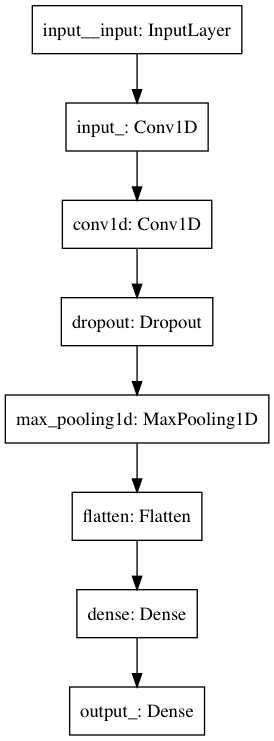 input__input: InputLayer
input_: Conv1D
conv1d: Conv1D
dropout: Dropout
max_pooling1d: MaxPooling1D
flatten: Flatten
dense: Dense
output_: Dense